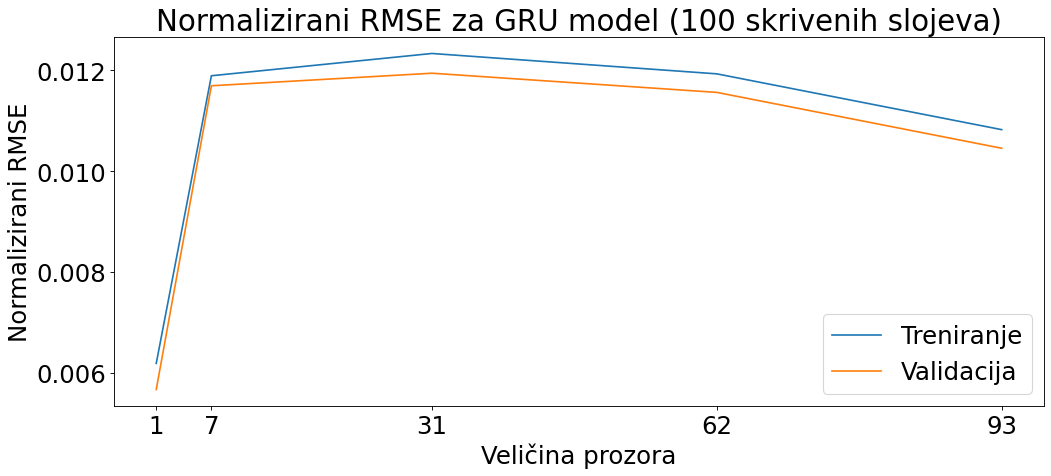 Normalizirani RMSE za GRU model (100 skrivenih slojeva)
Normalizirani RMSE
0.012
0.010
0.008
0.006
Treniranje
Validacija
1 7 31 62 93
Veličina prozora